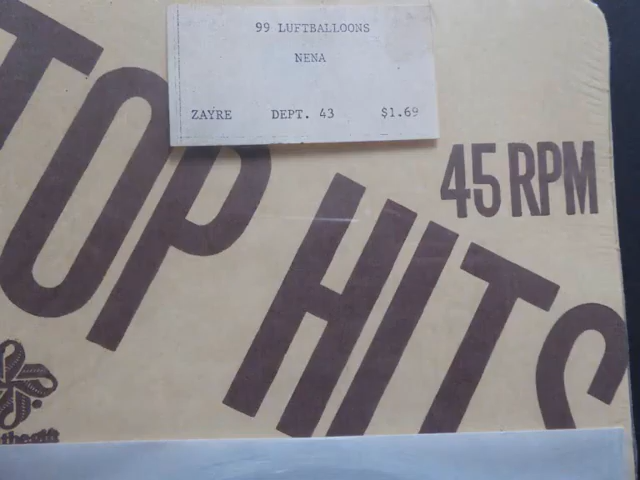 99 LUFTBALLOONS
NENA
ZAYRE DEPT. 43 $1.69
45 RPM
TOP HITS